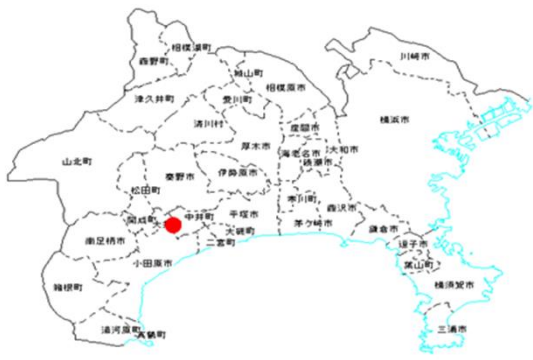 相模湖町
藤野町
川崎市
城山町
相模原市
津久井町
愛川町
横浜市
清川村
座間市
厚木市
大和市
海老名市
綾瀬市
山北町
伊勢原市
秦野市
松田町
寒川町
藤沢市
開成町
大
中井町
平塚市
茅ケ崎市
大磯町
鎌倉市
南足柄市
二宮町
逗子市
小田原市
葉山町
箱根町
横須賀市
湯河原町
真鶴町
三浦市